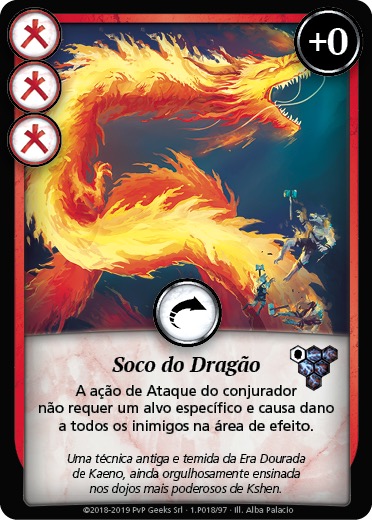 +0
Soco do Dragão
A ação de Ataque do conjurador
não requer um alvo específico e causa dano
a todos os inimigos na área de efeito.
Uma técnica antiga e temida da Era Dourada
de Kaeno, ainda orgulhosamente ensinada
nos dojos mais poderosos de Kshen.
©2018-2019 PvP Geeks Srl · 1.P018/97 · Ill. Alba Palacio